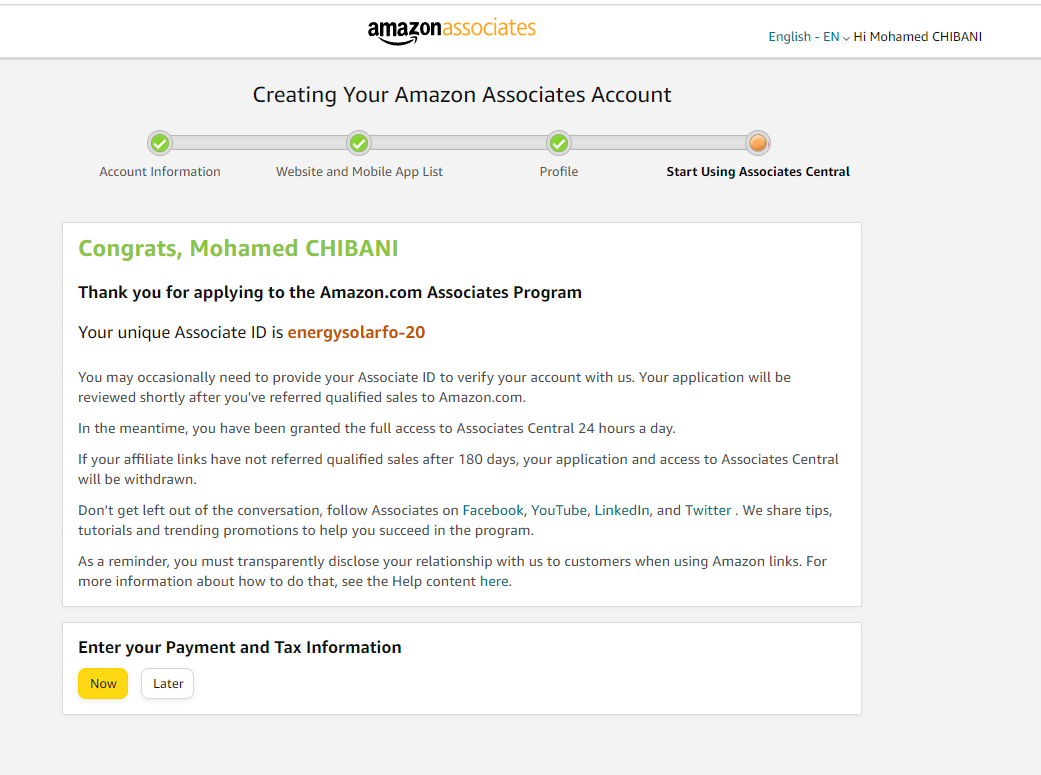 amazonassociates
English - EN Hi Mohamed CHIBANI
Creating Your Amazon Associates Account
Account Information
Website and Mobile App List
Profile
Start Using Associates Central
Congrats, Mohamed CHIBANI
Thank you for applying to the Amazon.com Associates Program
Your unique Associate ID is energysolarfo-20
You may occasionally need to provide your Associate ID to verify your account with us. Your application will be
reviewed shortly after you've referred qualified sales to Amazon.com.
In the meantime, you have been granted the full access to Associates Central 24 hours a day.
If your affiliate links have not referred qualified sales after 180 days, your application and access to Associates Central
will be withdrawn.
Don't get left out of the conversation, follow Associates on Facebook, YouTube, LinkedIn, and Twitter . We share tips,
tutorials and trending promotions to help you succeed in the program.
As a reminder, you must transparently disclose your relationship with us to customers when using Amazon links. For
more information about how to do that, see the Help content here.
Enter your Payment and Tax Information
Now
Later